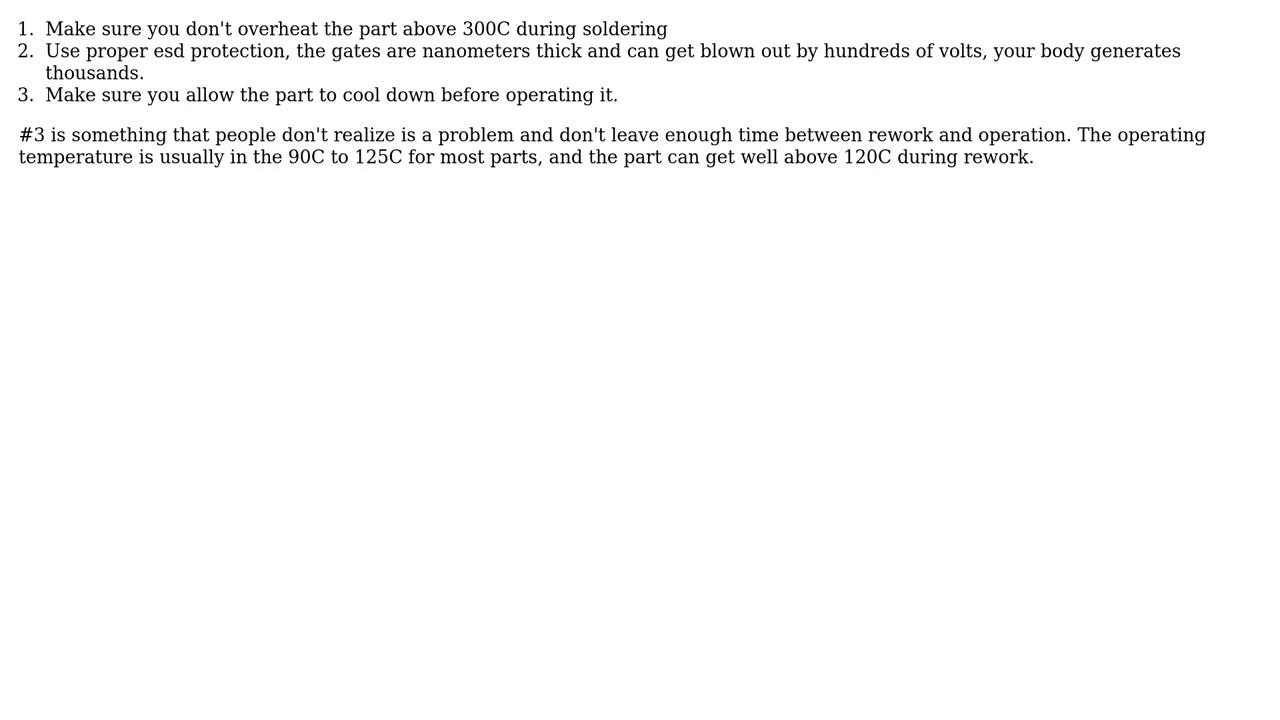 1. Make sure you don't overheat the part above 300C during soldering
2. Use proper esd protection, the gates are nanometers thick and can get blown out by hundreds of volts, your body generates
thousands.
3. Make sure you allow the part to cool down before operating it.
#3 is something that people don't realize is a problem and don't leave enough time between rework and operation. The operating
temperature is usually in the 90C to 125C for most parts, and the part can get well above 120C during rework.